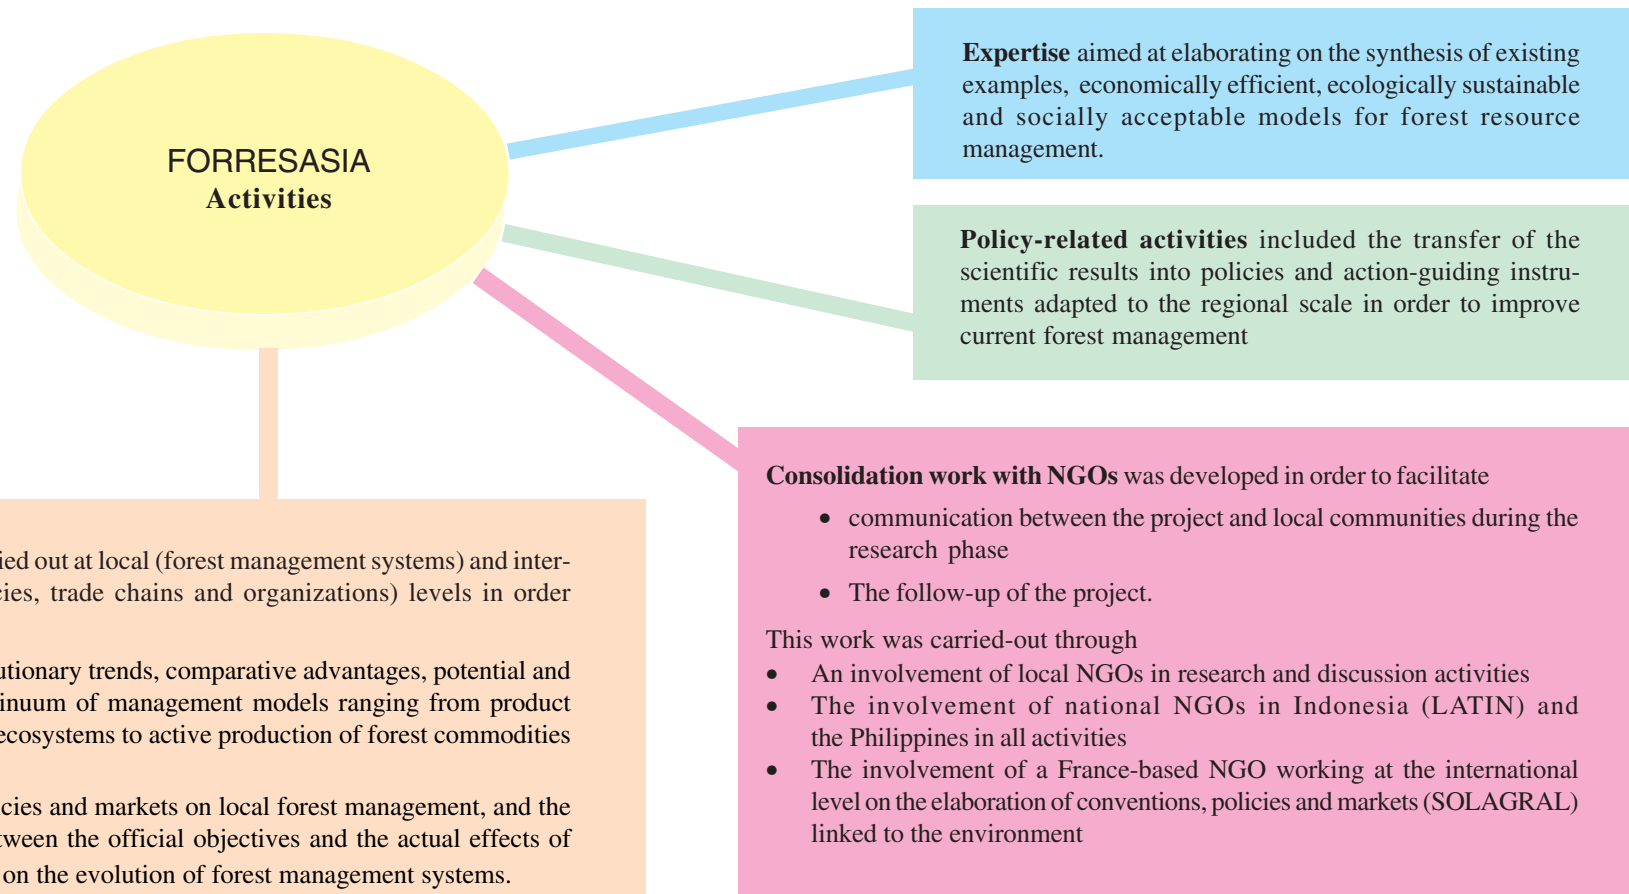 FORRESASIA
Activities
Expertise aimed at elaborating on the synthesis of existing
examples, economically efficient, ecologically sustainable
and socially acceptable models for forest resource
management.
Policy-related activities included the transfer of the
scientific results into policies and action-guiding instru-
ments adapted to the regional scale in order to improve
current forest management
Consolidation work with NGOs was developed in order to facilitate
• communication between the project and local communities during the
research phase
• The follow-up of the project.
This work was carried-out through
• An involvement of local NGOs in research and discussion activities
• The involvement of national NGOs in Indonesia (LATIN) and
the Philippines in all activities
• The involvement of a France-based NGO working at the international
level on the elaboration of conventions, policies and markets (SOLAGRAL)
linked to the environment
out at local (forest management systems) and inter-
trade chains and organizations) levels in order
trends, comparative advantages, potential and
of management models ranging from product
ecosystems to active production of forest commodities
and markets on local forest management, and the
the official objectives and the actual effects of
on the evolution of forest management systems.